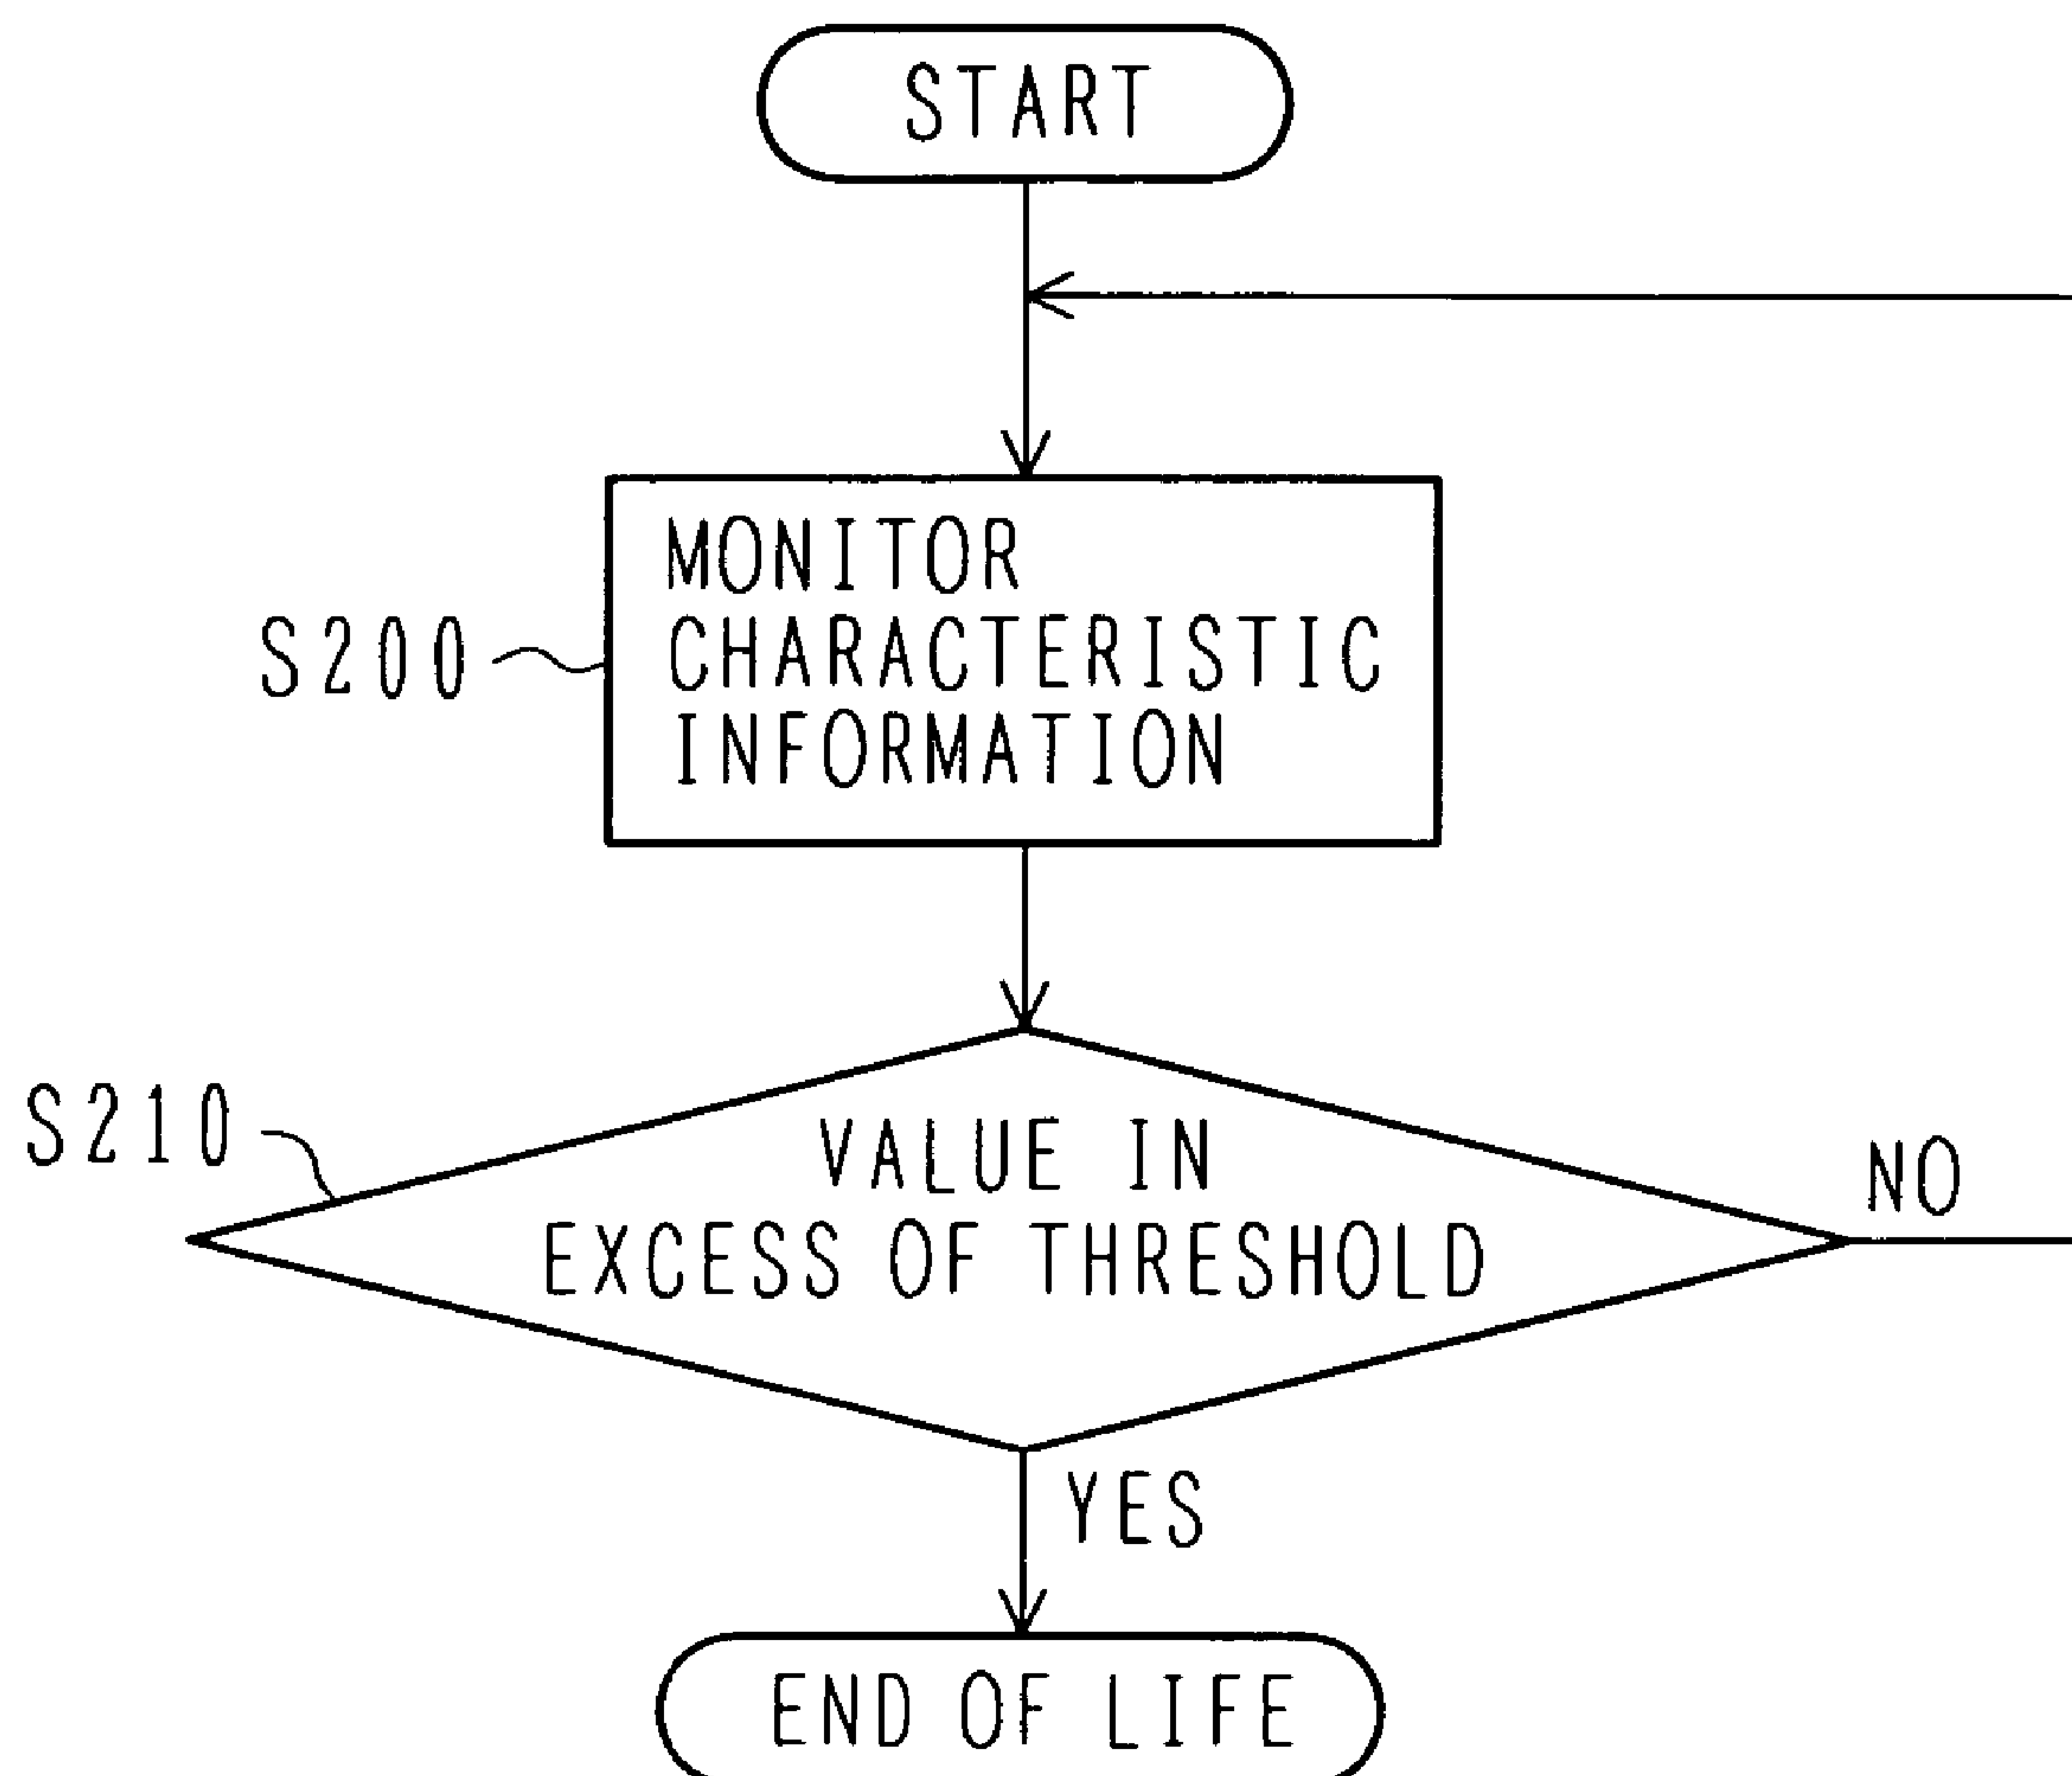 START
MONITOR
CHARACTERISTIC
INFORMATION
S200
S210
VALUE IN
EXCESS OF THRESHOLD
NO
YES
END OF LIFE